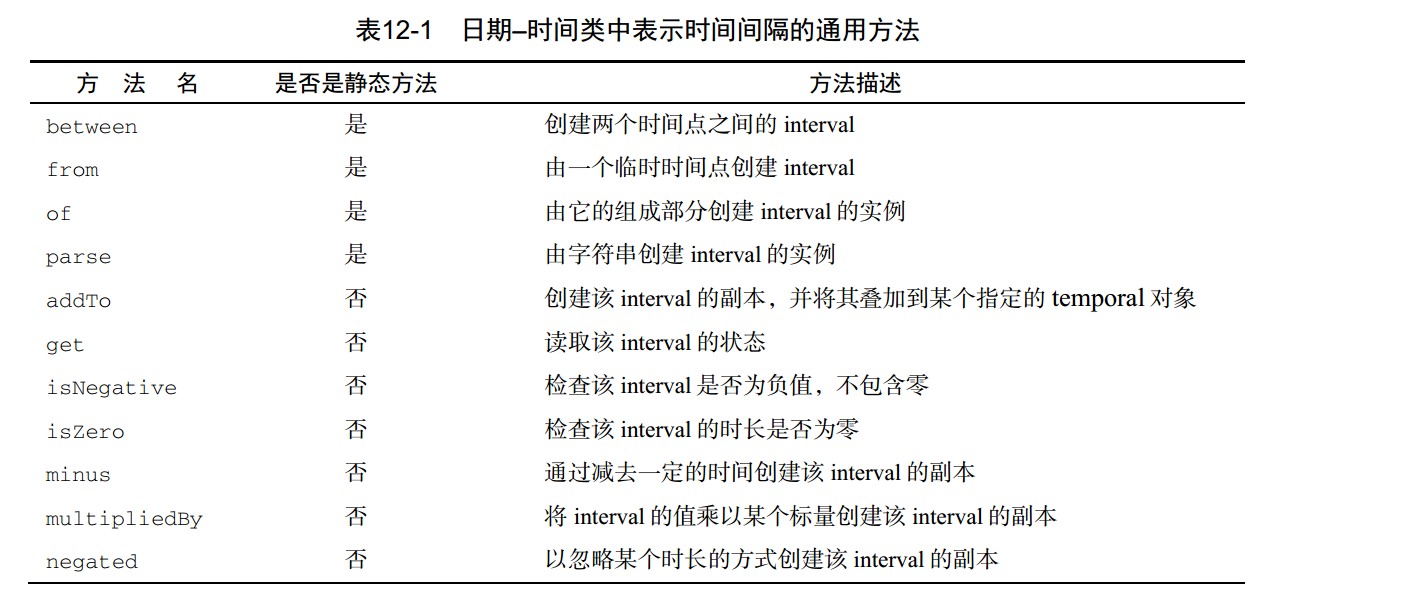 表12-1 日期–时间类中表示时间间隔的通用方法
方 法 名 是否是静态方法 方法描述
between 是 创建两个时间点之间的 interval
from 是 由一个临时时间点创建 interval
of 是 由它的组成部分创建 interval 的实例
parse 是 由字符串创建 interval 的实例
addTo 否 创建该 interval 的副本，并将其叠加到某个指定的 temporal 对象
get 否 读取该 interval 的状态
isNegative 否 检查该 interval 是否为负值，不包含零
isZero 否 检查该 interval 的时长是否为零
minus 否 通过减去一定的时间创建该 interval 的副本
multipliedBy 否 将 interval 的值乘以某个标量创建该 interval 的副本
negated 否 以忽略某个时长的方式创建该 interval 的副本